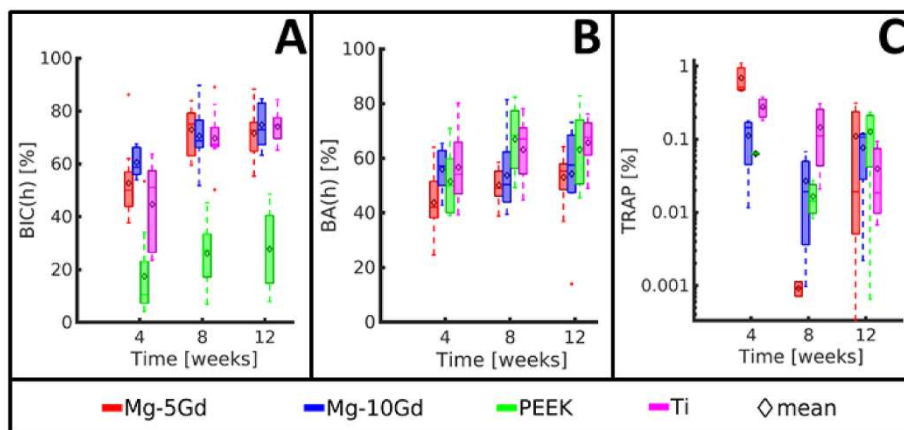 A
B
C
100
80
60
40
20
0
BIC(h) [%]
4 8 12
Time [weeks]
100
80
60
40
20
0
BA(h) [%]
4 8 12
Time [weeks]
1
0.1
0.01
0.001
TRAP [%]
4 8 12
Time [weeks]
Mg-5Gd Mg-10Gd PEEK Ti mean